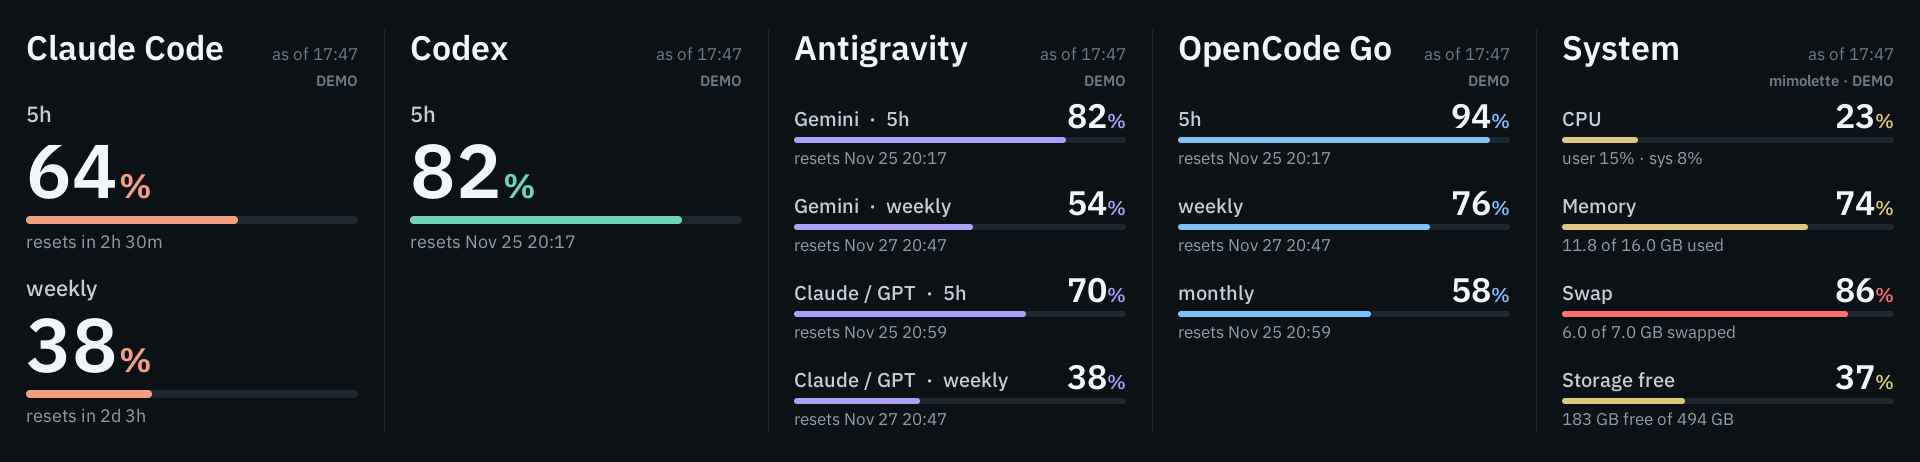 Claude Code as of 17:47
DEMO
5h
64%
resets in 2h 30m
weekly
38%
resets in 2d 3h
Codex as of 17:47
DEMO
5h
82%
resets Nov 25 20:17
Antigravity as of 17:47
DEMO
Gemini · 5h 82%
resets Nov 25 20:17
Gemini · weekly 54%
resets Nov 27 20:47
Claude / GPT · 5h 70%
resets Nov 25 20:59
Claude / GPT · weekly 38%
resets Nov 27 20:47
OpenCode Go as of 17:47
DEMO
5h 94%
resets Nov 25 20:17
weekly 76%
resets Nov 27 20:47
monthly 58%
resets Nov 25 20:59
System as of 17:47
mimolette · DEMO
CPU 23%
user 15% · sys 8%
Memory 74%
11.8 of 16.0 GB used
Swap 86%
6.0 of 7.0 GB swapped
Storage free 37%
183 GB free of 494 GB